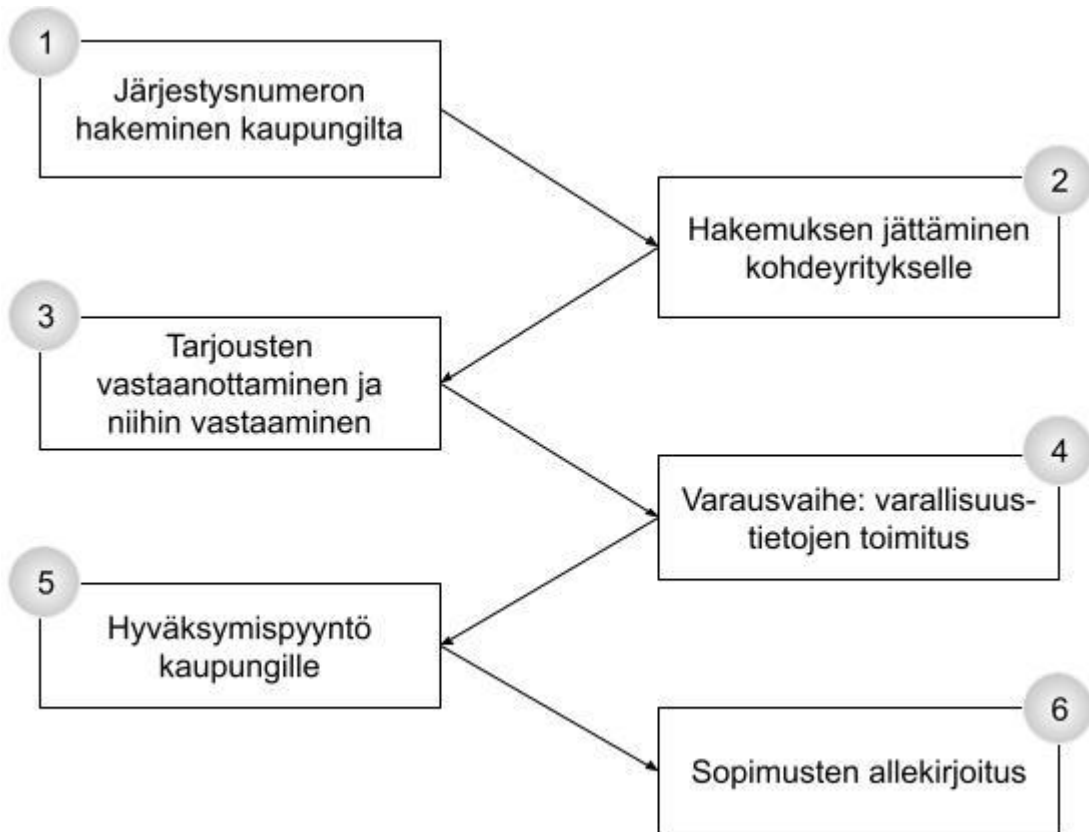 1
Järjestysnumeron
hakeminen kaupungilta
2
Hakemuksen jättäminen
kohdeyritykselle
3
Tarjousten
vastaanottaminen ja
niihin vastaaminen
4
Varausvaihe: varallisuus-
tietojen toimitus
5
Hyväksymispyyntö
kaupungille
6
Sopimusten allekirjoitus